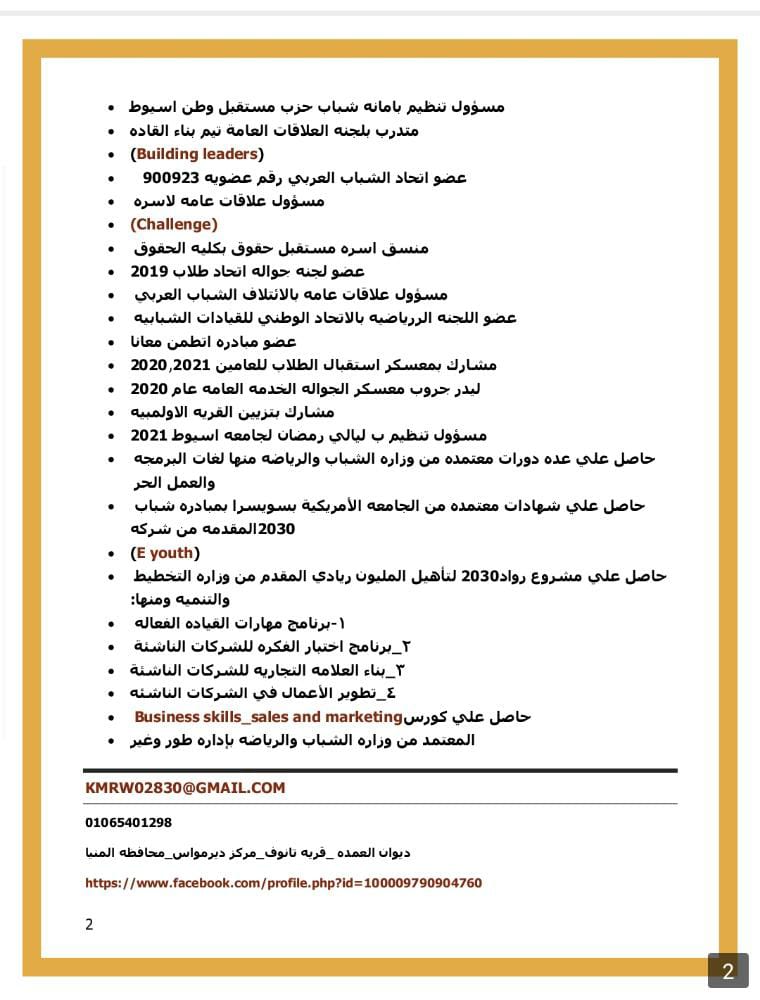 • مسؤول تنظيم بامانه شباب حزب مستقبل وطن اسيوط
• متدرب بلجنه العلاقات العامة تيم بناء القاده
• (Building leaders)
• عضو اتحاد الشباب العربي رقم عضويه 900923
• مسؤول علاقات عامه لاسره
• (Challenge)
• منسق اسره مستقبل حقوق بكليه الحقوق
• عضو لجنه جواله اتحاد طلاب 2019
• مسؤول علاقات عامه بالائتلاف الشباب العربي
• عضو اللجنه الررياضيه بالاتحاد الوطني للقيادات الشبابيه
• عضو مبادره اتطمن معانا
• مشارك بمعسكر استقبال الطلاب للعامين 2020,2021
• ليدر جروب معسكر الجواله الخدمه العامه عام 2020
• مشارك بتزيين القريه الاولمبيه
• مسؤول تنظيم ب ليالي رمضان لجامعه اسيوط 2021
• حاصل علي عده دورات معتمده من وزاره الشباب والرياضه منها لغات البرمجه
والعمل الحر
• حاصل علي شهادات معتمده من الجامعه الأمريكية بسويسرا بمبادره شباب
2030المقدمه من شركه
• (E youth)
• حاصل علي مشروع رواد2030 لتأهيل المليون ريادي المقدم من وزاره التخطيط
والتنميه ومنها:
• ١-برنامج مهارات القياده الفعاله
• ٢_برنامج اختبار الفكره للشركات الناشئة
• ٣_بناء العلامه التجاريه للشركات الناشئة
• ٤_تطوير الأعمال في الشركات الناشئه
• حاصل علي كورسBusiness skills_sales and marketing
• المعتمد من وزاره الشباب والرياضه بإداره طور وغير
KMRW02830@GMAIL.COM
01065401298
ديوان العمده _قريه تانوف_مركز ديرمواس_محافظه المنيا
https://www.facebook.com/profile.php?id=100009790904760
2
2